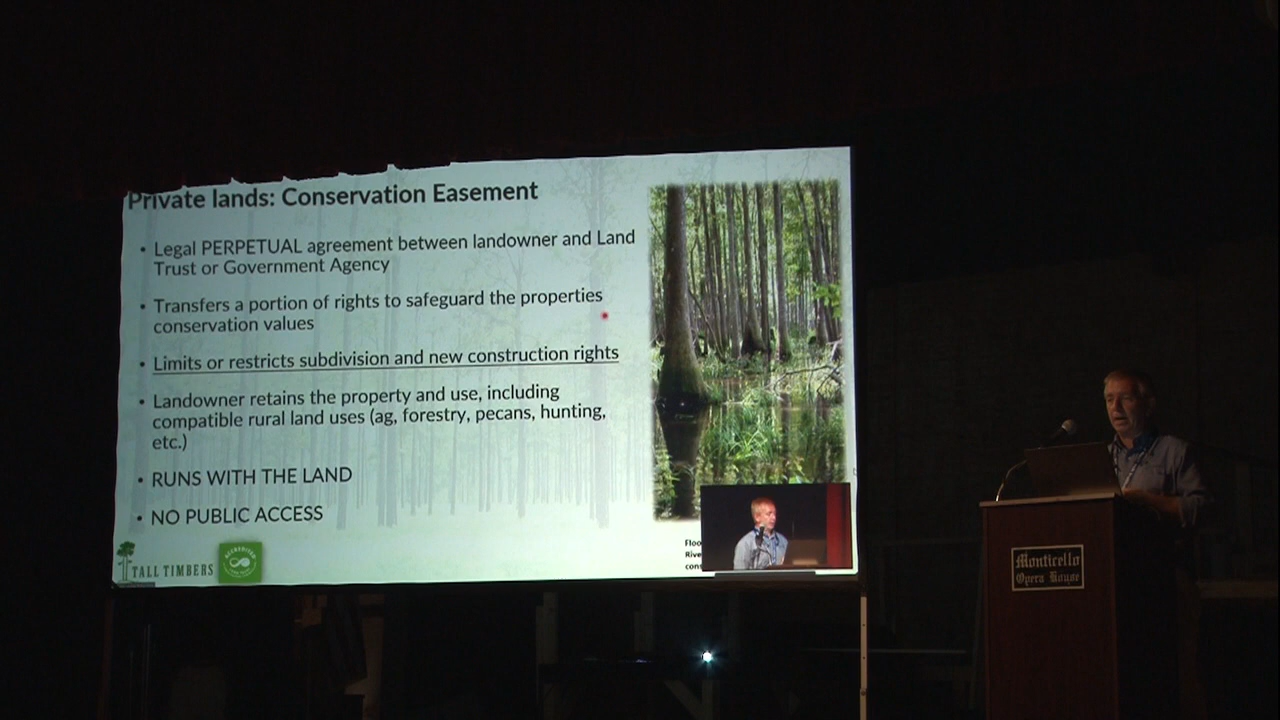 Private lands: Conservation Easement
• Legal PERPETUAL agreement between landowner and Land
Trust or Government Agency
• Transfers a portion of rights to safeguard the properties
conservation values
• Limits or restricts subdivision and new construction rights
• Landowner retains the property and use, including
compatible rural land uses (ag, forestry, pecans, hunting,
etc.)
• RUNS WITH THE LAND
• NO PUBLIC ACCESS
TALL TIMBERS
ACCREDITED
Monticello
Opera House